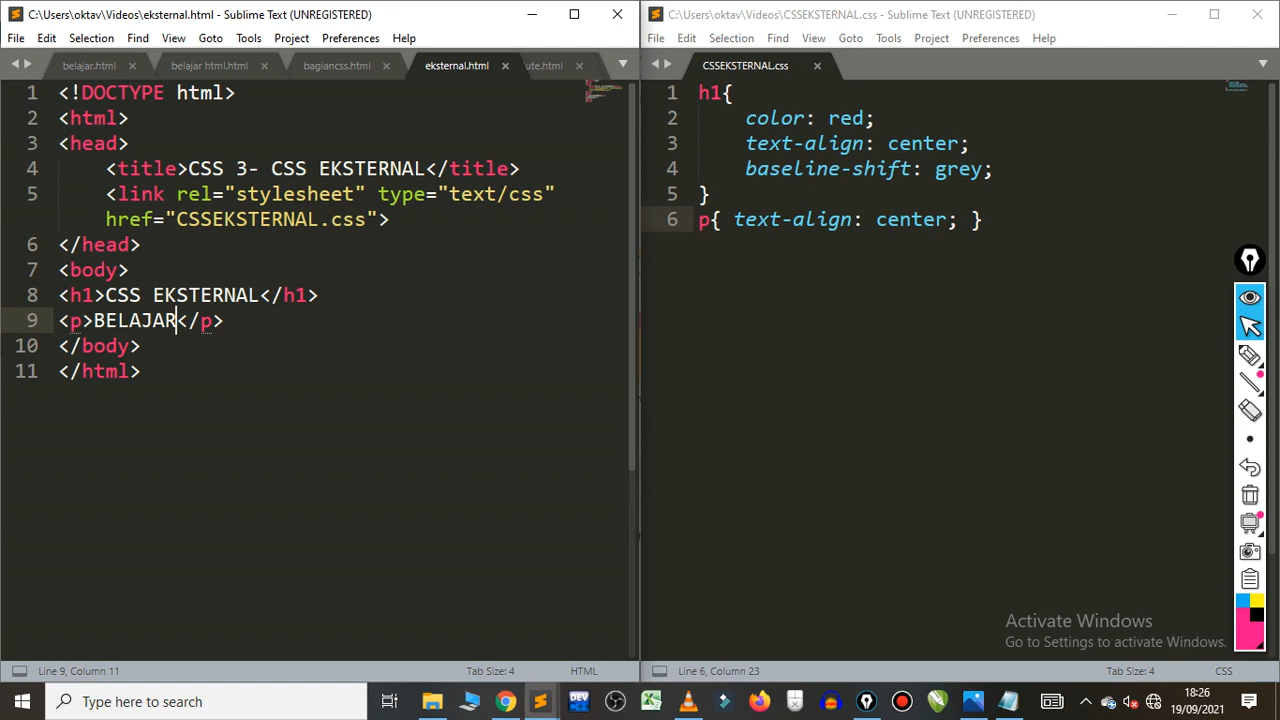 C:\Users\oktav\Videos\eksternal.html - Sublime Text (UNREGISTERED)
File Edit Selection Find View Goto Tools Project Preferences Help
belajar.html belajar html.html bagiancss.html eksternal.html ute.html
1 <!DOCTYPE html>
2 <html>
3 <head>
4 <title>CSS 3- CSS EKSTERNAL</title>
5 <link rel="stylesheet" type="text/css"
href="CSSEKSTERNAL.css">
6 </head>
7 <body>
8 <h1>CSS EKSTERNAL</h1>
9 <p>BELAJAR</p>
10 </body>
11 </html>
Line 9, Column 11 Tab Size: 4 HTML
C:\Users\oktav\Videos\CSSEKSTERNAL.css - Sublime Text (UNREGISTERED)
File Edit Selection Find View Goto Tools Project Preferences Help
CSSEKSTERNAL.css
1 h1{
2 color: red;
3 text-align: center;
4 baseline-shift: grey;
5 }
6 p{ text-align: center; }
Activate Windows
Go to Settings to activate Windows.
Line 6, Column 23 Tab Size: 4 CSS
Type here to search
DEV
18:26
19/09/2021